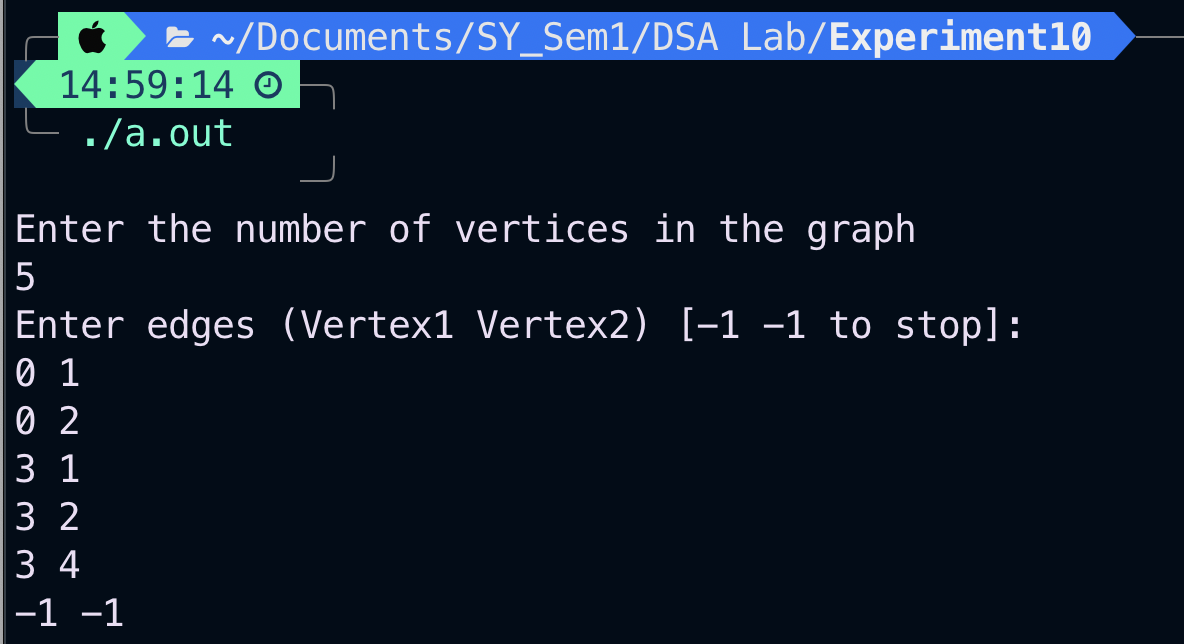 ~/Documents/SY_Sem1/DSA Lab/Experiment10
14:59:14
./a.out
Enter the number of vertices in the graph
5
Enter edges (Vertex1 Vertex2) [-1 -1 to stop]:
0 1
0 2
3 1
3 2
3 4
-1 -1